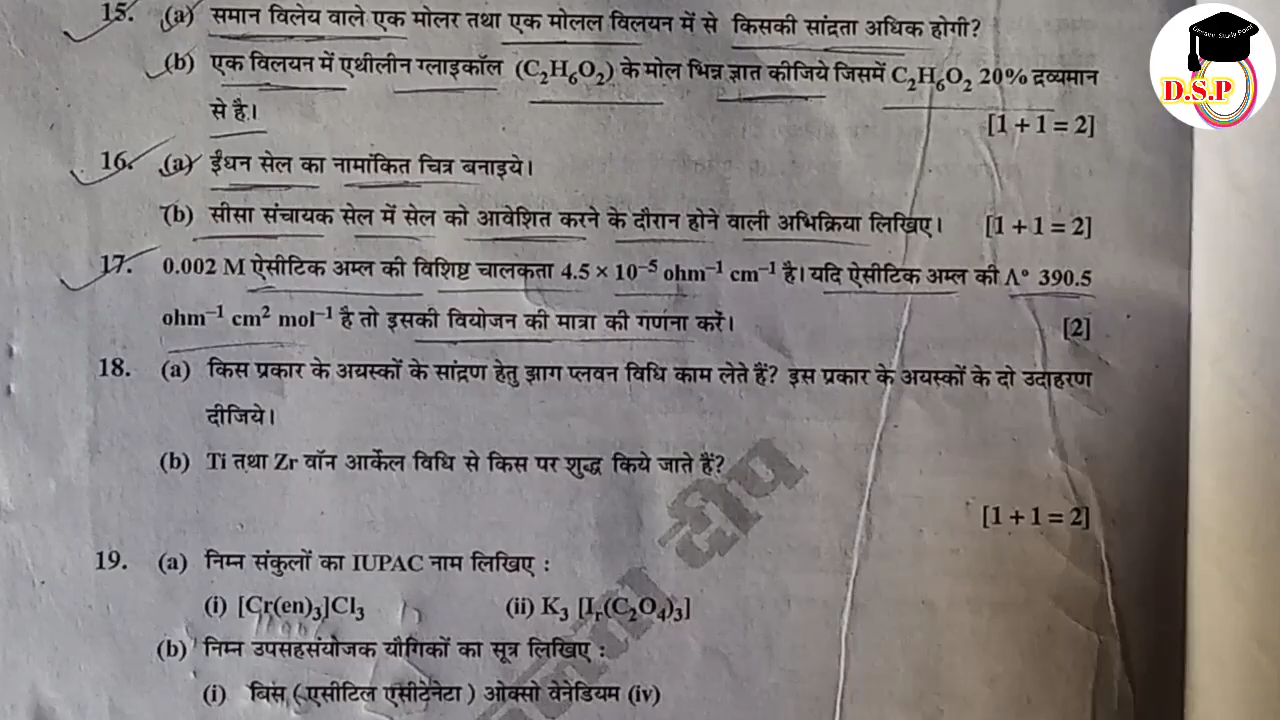 15. (a) समान विलेय वाले एक मोलर तथा एक मोलल विलयन में से किसकी सांद्रता अधिक होगी?
(b) एक विलयन में एथीलीन ग्लाइकॉल (C₂H₆O₂) के मोल भिन्न ज्ञात कीजिये जिसमें C₂H₆O₂ 20% द्रव्यमान
से है।
[1 + 1 = 2]
16. (a) ईंधन सेल का नामांकित चित्र बनाइये।
(b) सीसा संचायक सेल में सेल को आवेशित करने के दौरान होने वाली अभिक्रिया लिखिए। [1 + 1 = 2]
17. 0.002 M ऐसीटिक अम्ल की विशिष्ट चालकता 4.5 × 10⁻⁵ ohm⁻¹ cm⁻¹ है। यदि ऐसीटिक अम्ल की Λ° 390.5
ohm⁻¹ cm² mol⁻¹ है तो इसकी वियोजन की मात्रा की गणना करें। [2]
18. (a) किस प्रकार के अयस्कों के सांद्रण हेतु झाग प्लवन विधि काम लेते हैं? इस प्रकार के अयस्कों के दो उदाहरण
दीजिये।
(b) Ti तथा Zr वॉन आर्केल विधि से किस पर शुद्ध किये जाते हैं?
[1 + 1 = 2]
19. (a) निम्न संकुलों का IUPAC नाम लिखिए :
(i) [Cr(en)₃]Cl₃ (ii) K₃ [Iᵣ(C₂O₄)₃]
(b) निम्न उपसहसंयोजक यौगिकों का सूत्र लिखिए :
(i) बिस (एसीटिल एसीटेनेटा) ओक्सो वेनेडियम (iv)
दीप
D.S.P